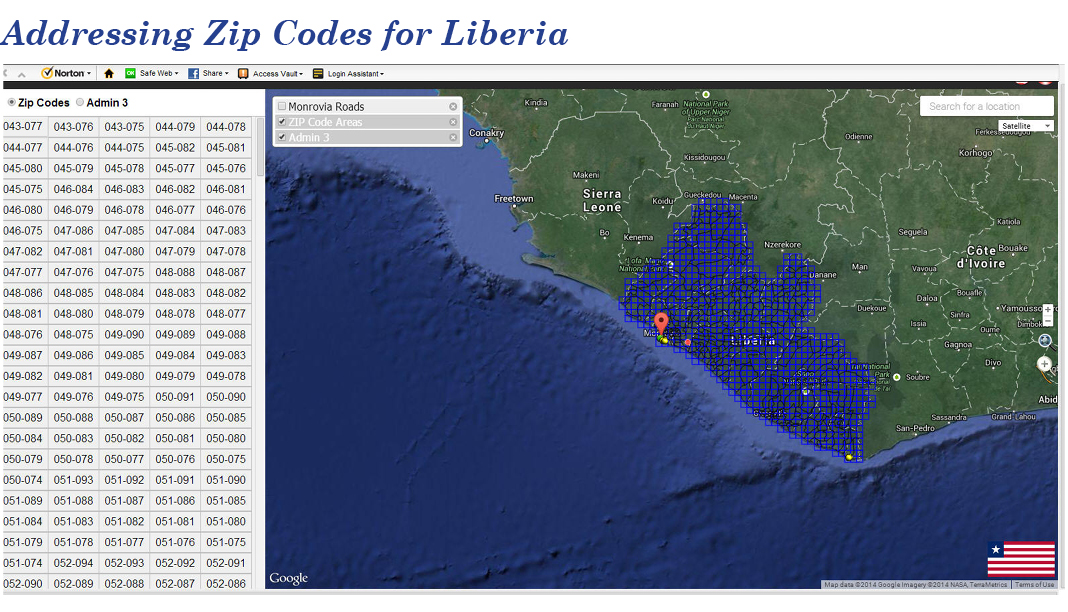 Addressing Zip Codes for Liberia
Norton Safe Web Share Access Vault Login Assistant
Zip Codes Admin 3
043-077 043-076 043-075 044-079 044-078
044-077 044-076 044-075 045-082 045-081
045-080 045-079 045-078 045-077 045-076
045-075 046-084 046-083 046-082 046-081
046-080 046-079 046-078 046-077 046-076
046-075 047-086 047-085 047-084 047-083
047-082 047-081 047-080 047-079 047-078
047-077 047-076 047-075 048-088 048-087
048-086 048-085 048-084 048-083 048-082
048-081 048-080 048-079 048-078 048-077
048-076 048-075 049-090 049-089 049-088
049-087 049-086 049-085 049-084 049-083
049-082 049-081 049-080 049-079 049-078
049-077 049-076 049-075 050-091 050-090
050-089 050-088 050-087 050-086 050-085
050-084 050-083 050-082 050-081 050-080
050-079 050-078 050-077 050-076 050-075
050-074 051-093 051-092 051-091 051-090
051-089 051-088 051-087 051-086 051-085
051-084 051-083 051-082 051-081 051-080
051-079 051-078 051-077 051-076 051-075
051-074 052-094 052-093 052-092 052-091
052-090 052-089 052-088 052-087 052-086
Monrovia Roads
ZIP Code Areas
Admin 3
Search for a location
Satellite
Kindia
Faranah
National Park
of Upper Niger
Parc National
du Haut Niger
Conakry
Odienne
Korhogo
Kissidougou
Makeni
Sierra
Leone
Freetown
Koidu
Gueckedou
Macenta
Katiola
Bo
Kenema
Nzerekore
Seguela
Côte
d'Ivoire
Bouake
Danane
Man
Vavoua
Daloa
Bouafle
Duekoue
Issia
Sinfra
Oume
Gagnoa
Divo
Liberia
Soubre
Sassandra
Grand-Lahou
San-Pedro
Google
Map data ©2014 Google Imagery ©2014 NASA, TerraMetrics Terms of Use